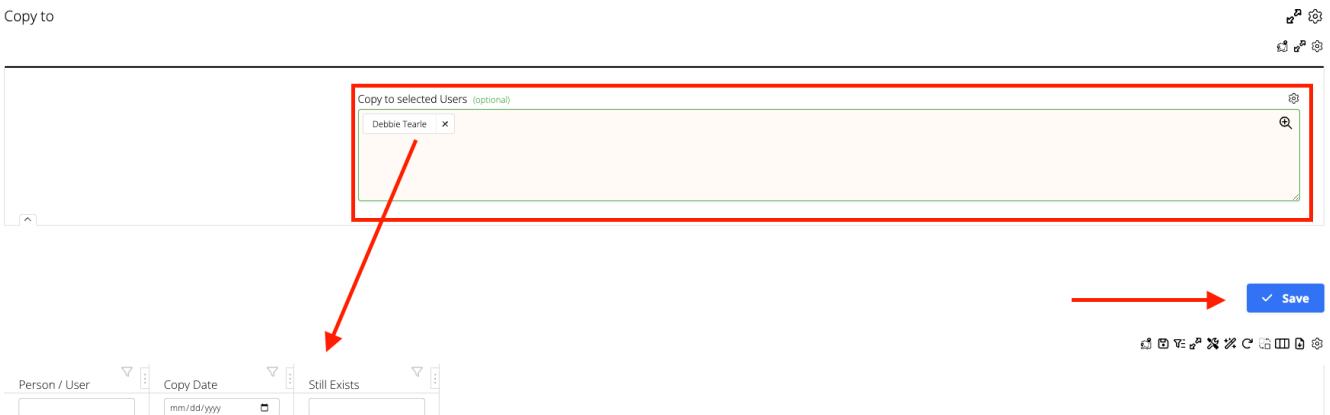 Copy to
Copy to selected Users (optional)
Debbie Tearle
Save
Person / User Copy Date Still Exists
mm/dd/yyyy